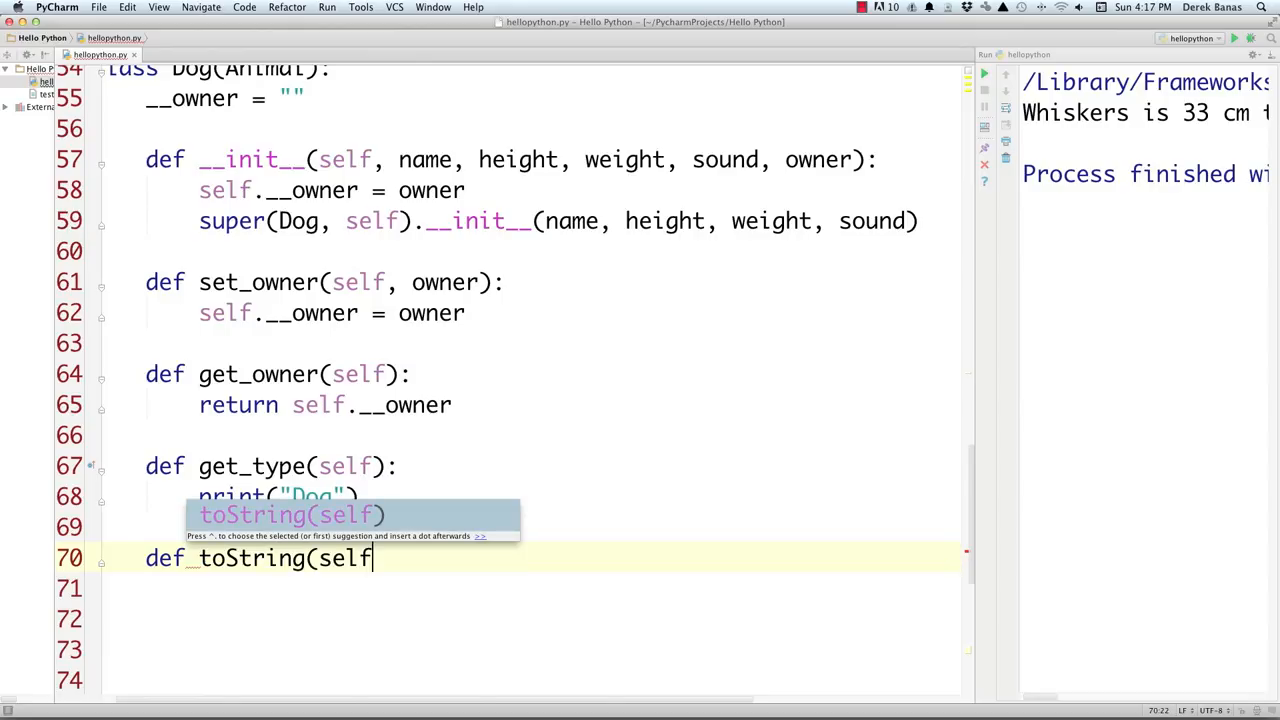 PyCharm File Edit View Navigate Code Refactor Run Tools VCS Window Help 10 Sun 4:17 PM Derek Banas
hellopython.py – Hello Python – [~/PycharmProjects/Hello Python]
Hello Python hellopython.py hellopython
hellopython.py Run hellopython
Hello P
hell
test
Extern
54 lass Dog(Animal):
55 __owner = ""
56
57 def __init__(self, name, height, weight, sound, owner):
58 self.__owner = owner
59 super(Dog, self).__init__(name, height, weight, sound)
60
61 def set_owner(self, owner):
62 self.__owner = owner
63
64 def get_owner(self):
65 return self.__owner
66
67 def get_type(self):
68 print("Dog")
toString(self)
Press ^. to choose the selected (or first) suggestion and insert a dot afterwards >>
69
70 def toString(self
71
72
73
74
/Library/Frameworks
Whiskers is 33 cm t
Process finished wi
70:22 LF UTF-8